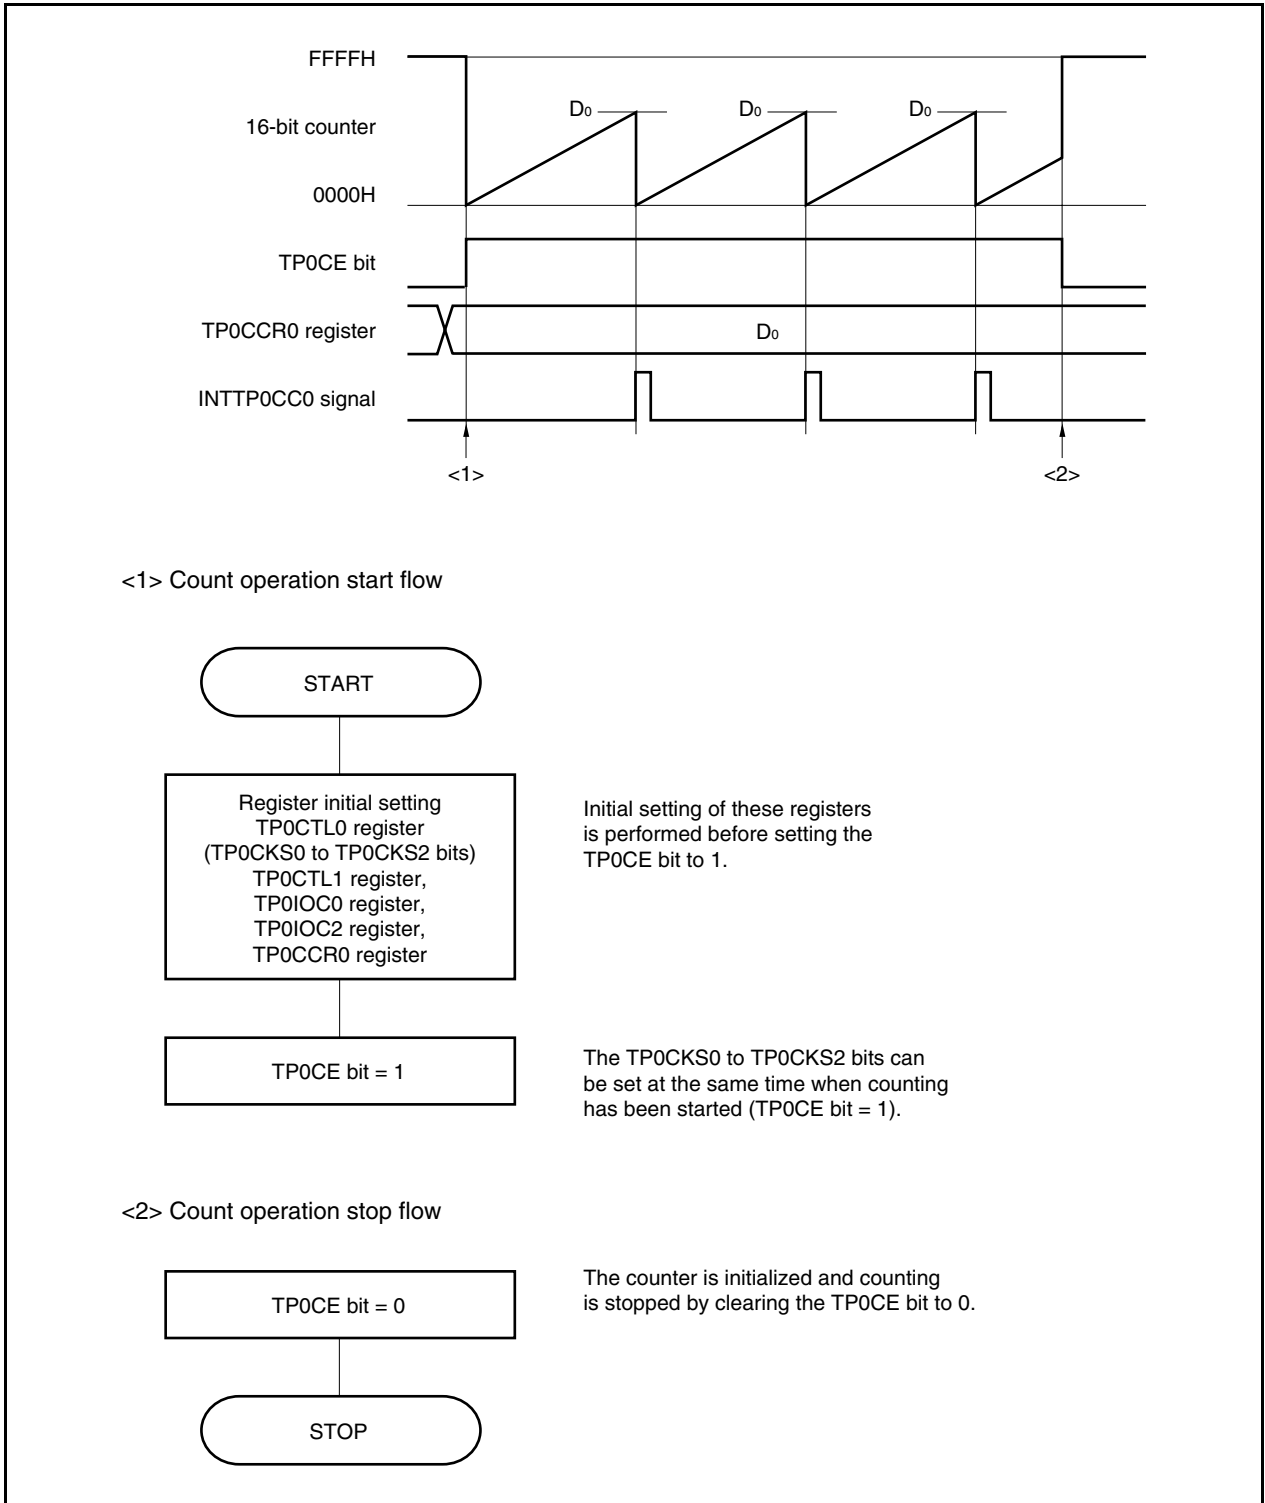 FFFFH
D0 D0 D0
16-bit counter
0000H
TP0CE bit
TP0CCR0 register
D0
INTTP0CC0 signal
<1> <2>
<1> Count operation start flow
START
Register initial setting
TP0CTL0 register
(TP0CKS0 to TP0CKS2 bits)
TP0CTL1 register,
TP0IOC0 register,
TP0IOC2 register,
TP0CCR0 register
Initial setting of these registers
is performed before setting the
TP0CE bit to 1.
TP0CE bit = 1
The TP0CKS0 to TP0CKS2 bits can
be set at the same time when counting
has been started (TP0CE bit = 1).
<2> Count operation stop flow
TP0CE bit = 0
The counter is initialized and counting
is stopped by clearing the TP0CE bit to 0.
STOP